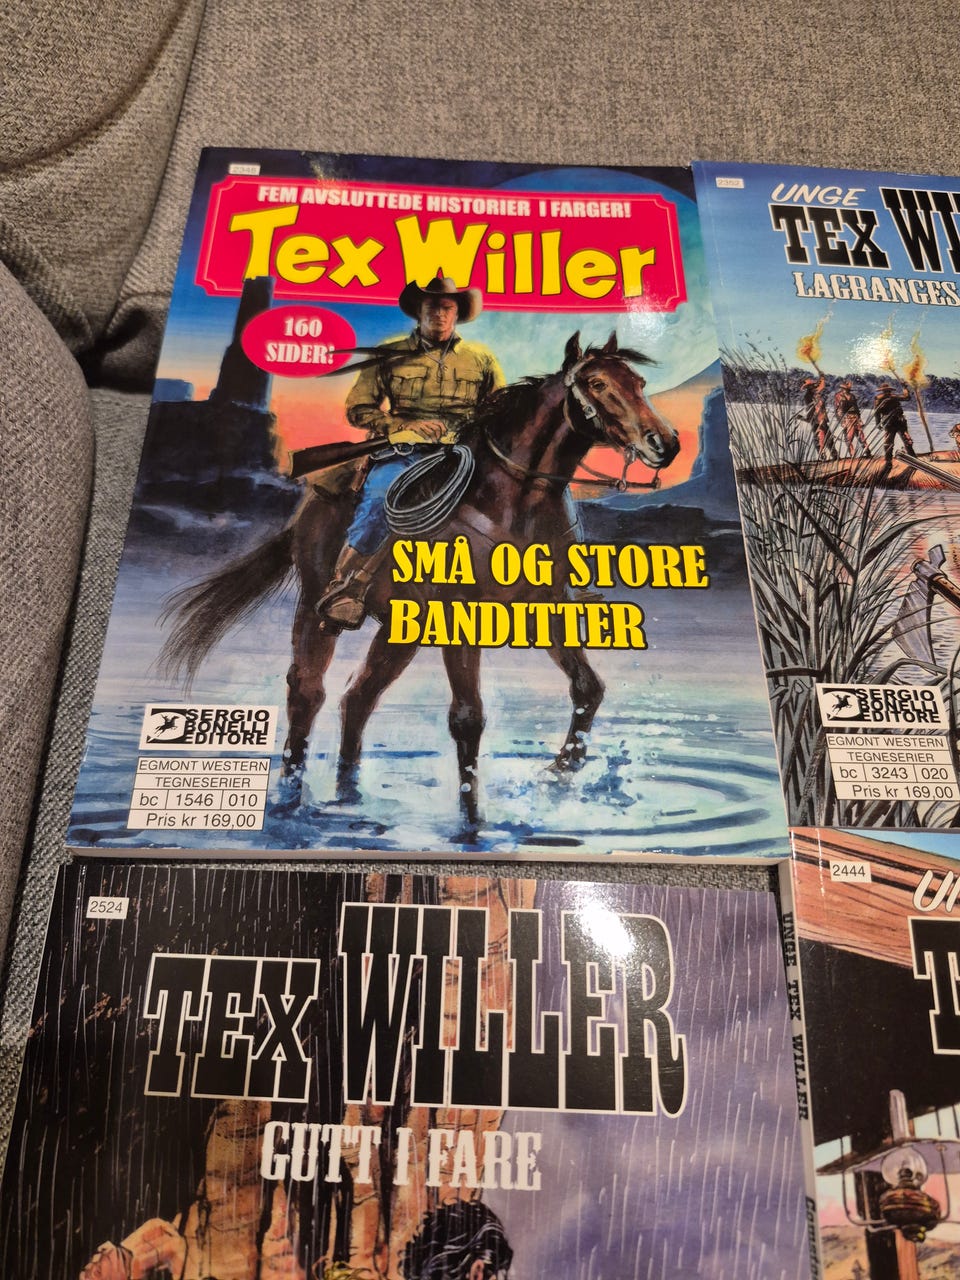 2348
FEM AVSLUTTEDE HISTORIER I FARGER!
Tex Willer
160
SIDER!
SMÅ OG STORE
BANDITTER
SERGIO
BONELLI
EDITORE
EGMONT WESTERN
TEGNESERIER
bc 1546 010
Pris kr 169,00
2362
UNGE
TEX
LAGRANGES
SERGIO
BONELLI
EDITORE
EGMONT WESTERN
TEGNESERIER
bc 3243 020
Pris kr 169,00
2524
TEX WILLER
GUTT I FARE
UNGE TEX WILLER
2444